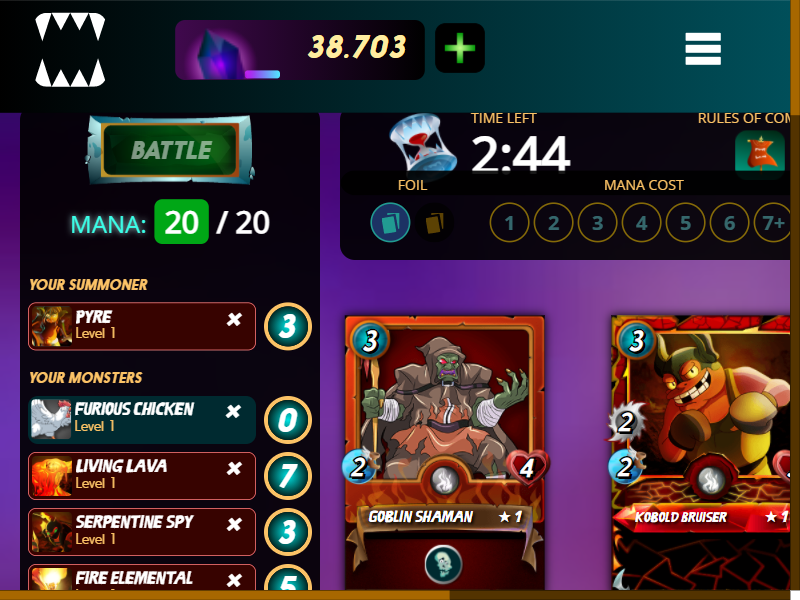 38.703
BATTLE
TIME LEFT
2:44
RULES OF COM
FOIL
MANA COST
MANA: 20 / 20
1 2 3 4 5 6 7+
YOUR SUMMONER
PYRE
Level 1
3
YOUR MONSTERS
FURIOUS CHICKEN
Level 1
0
LIVING LAVA
Level 1
7
SERPENTINE SPY
Level 1
3
FIRE ELEMENTAL
5
3
2
4
GOBLIN SHAMAN ★ 1
3
2
2
KOBOLD BRUISER ★ 1